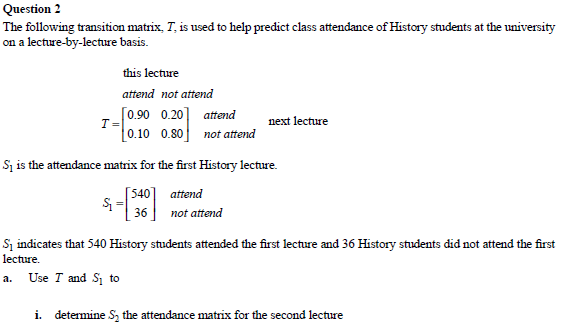 Question 2
The following transition matrix, T, is used to help predict class attendance of History students at the university
on a lecture-by-lecture basis.
this lecture
attend not attend
T = [0.90 0.20] attend
next lecture
[0.10 0.80] not attend
S₁ is the attendance matrix for the first History lecture.
S₁ = [540] attend
[36] not attend
S₁ indicates that 540 History students attended the first lecture and 36 History students did not attend the first
lecture.
a. Use T and S₁ to
i. determine S₂ the attendance matrix for the second lecture